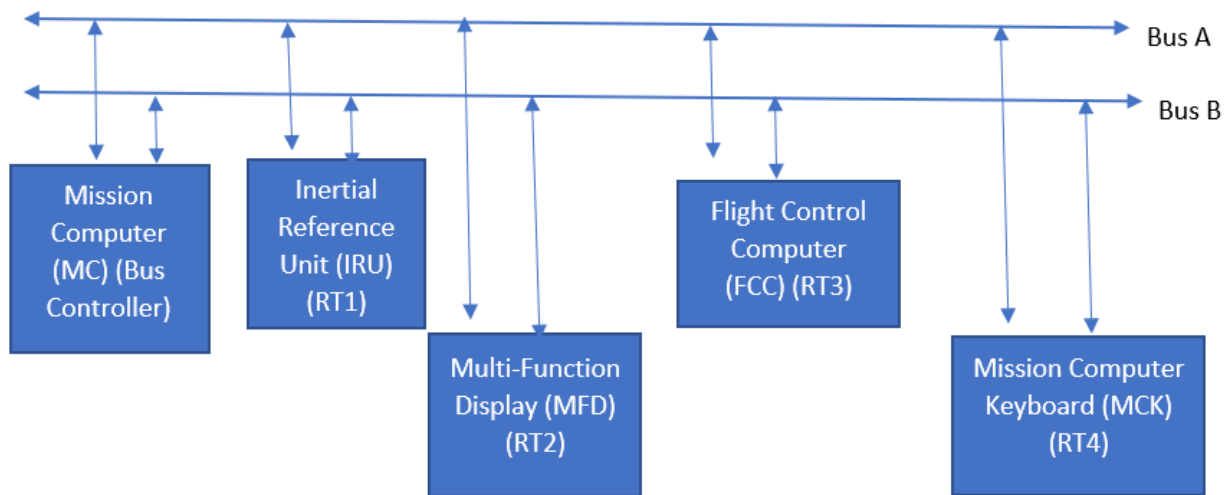 Bus A
Bus B
Mission
Computer
(MC) (Bus
Controller)
Inertial
Reference
Unit (IRU)
(RT1)
Multi-Function
Display (MFD)
(RT2)
Flight Control
Computer
(FCC) (RT3)
Mission Computer
Keyboard (MCK)
(RT4)